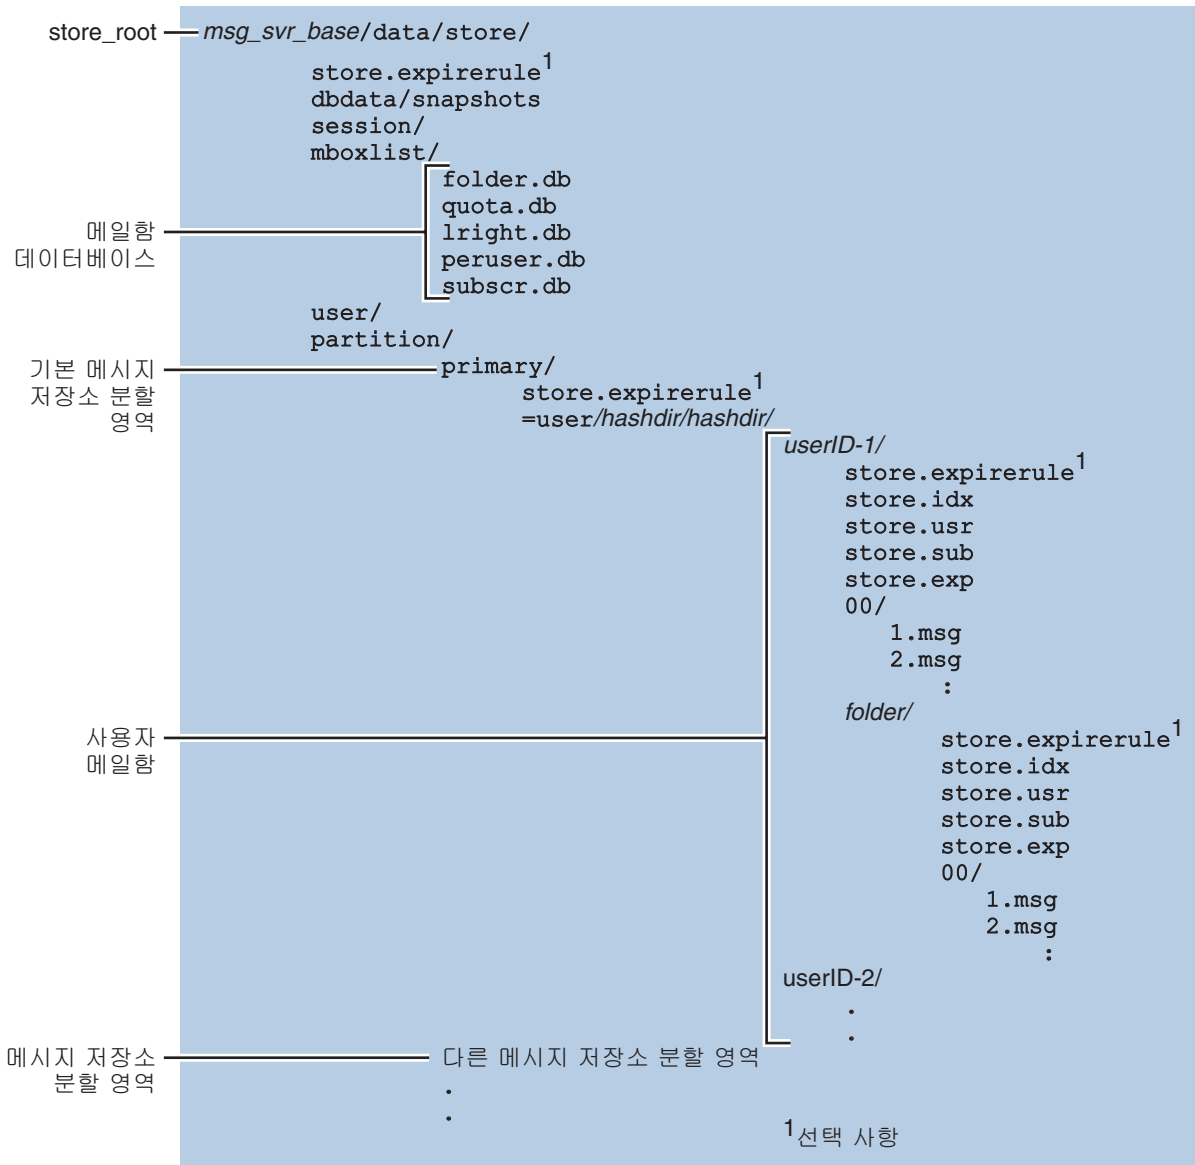 store_root msg_svr_base/data/store/
store.expirerule1
dbdata/snapshots
session/
mboxlist/
folder.db
quota.db
메일함 lright.db
데이터베이스 peruser.db
subscr.db
user/
partition/
기본 메시지 primary/
저장소 분할 store.expirerule1
영역 =user/hashdir/hashdir/
userID-1/
store.expirerule1
store.idx
store.usr
store.sub
store.exp
00/
1.msg
2.msg
:
folder/
사용자 store.expirerule1
메일함 store.idx
store.usr
store.sub
store.exp
00/
1.msg
2.msg
:
userID-2/
.
.
메시지 저장소 다른 메시지 저장소 분할 영역
분할 영역
.
.
1선택 사항